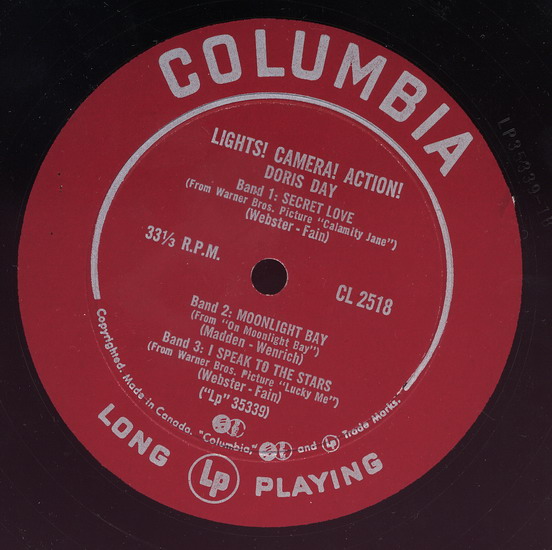 COLUMBIA
LIGHTS! CAMERA! ACTION!
DORIS DAY
Band 1: SECRET LOVE
(From Warner Bros. Picture "Calamity Jane")
(Webster - Fain)
33⅓ R.P.M.
CL 2518
Band 2: MOONLIGHT BAY
(From "On Moonlight Bay")
(Madden - Wenrich)
Band 3: I SPEAK TO THE STARS
(From Warner Bros. Picture "Lucky Me")
(Webster - Fain)
("Lp" 35339)
Copyrighted. Made in Canada. "Columbia," and Lp Trade Marks.
LONG Lp PLAYING